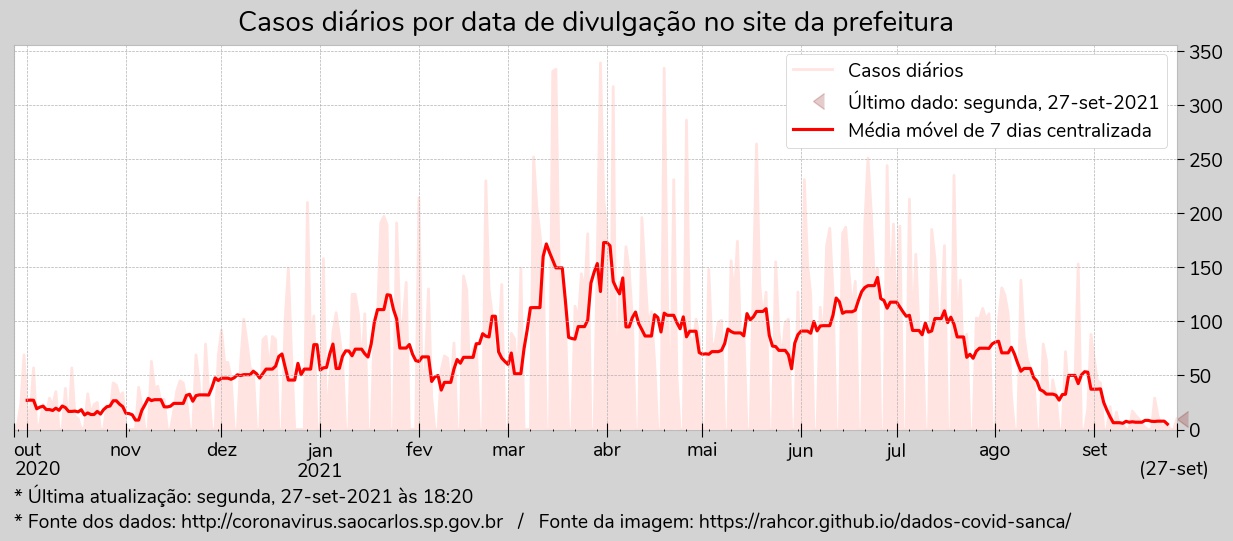 Casos diários por data de divulgação no site da prefeitura
350
Casos diários
Último dado: segunda, 27-set-2021
Média móvel de 7 dias centralizada
300
250
200
150
100
50
0
out nov dez jan fev mar abr mai jun jul ago set
2020 2021 (27-set)
* Última atualização: segunda, 27-set-2021 às 18:20
* Fonte dos dados: http://coronavirus.saocarlos.sp.gov.br / Fonte da imagem: https://rahcor.github.io/dados-covid-sanca/